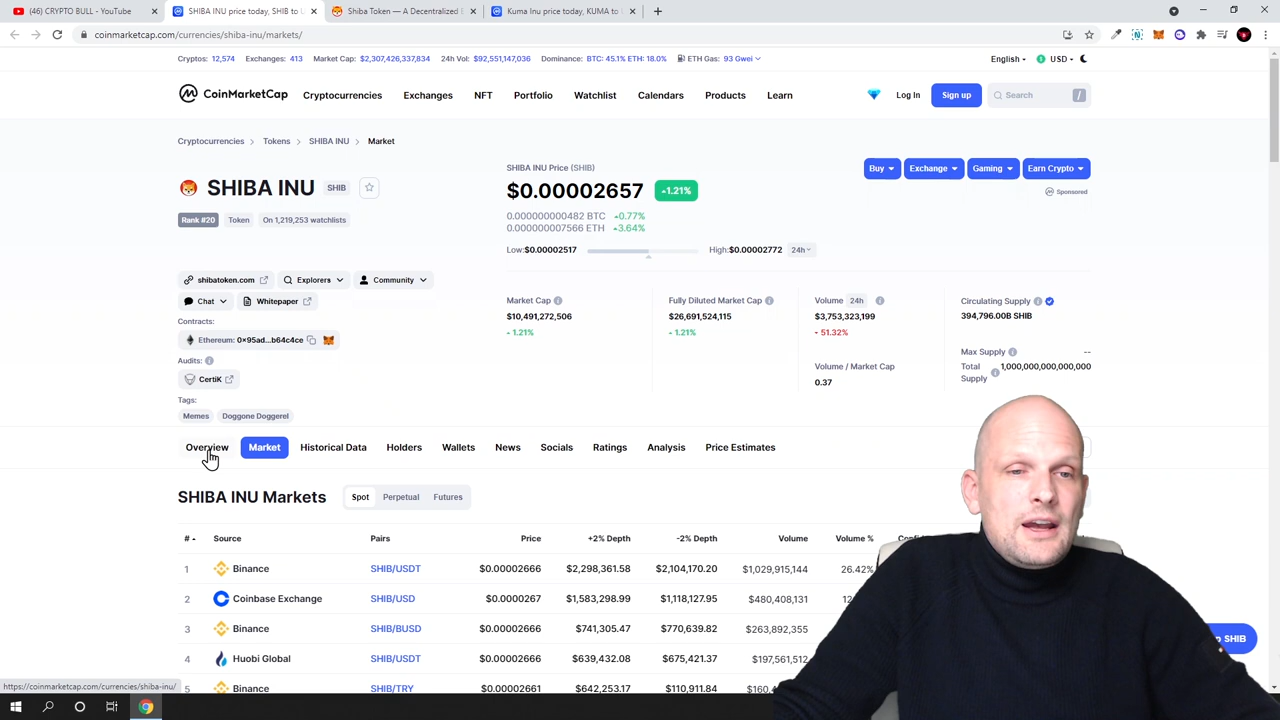 (46) CRYPTO BULL - YouTube
SHIBA INU price today, SHIB to U
Shiba Token — A Decentralized
Kuma Inu price today, KUMA to U
coinmarketcap.com/currencies/shiba-inu/markets/
Cryptos: 12,574 Exchanges: 413 Market Cap: $2,307,426,337,834 24h Vol: $92,551,147,036 Dominance: BTC: 45.1% ETH: 18.0% ETH Gas: 93 Gwei English USD
CoinMarketCap Cryptocurrencies Exchanges NFT Portfolio Watchlist Calendars Products Learn Log In Sign up Search /
Cryptocurrencies > Tokens > SHIBA INU > Market
SHIBA INU SHIB
Rank #20 Token On 1,219,253 watchlists
SHIBA INU Price (SHIB)
$0.00002657 1.21%
0.000000000482 BTC 0.77%
0.000000007566 ETH 3.64%
Low:$0.00002517 High:$0.00002772 24h
Buy Exchange Gaming Earn Crypto
Sponsored
shibatoken.com Explorers Community
Chat Whitepaper
Contracts:
Ethereum: 0x95ad...b64c4ce
Audits:
CertiK
Tags:
Memes Doggone Doggerel
Market Cap
$10,491,272,506
1.21%
Fully Diluted Market Cap
$26,691,524,115
1.21%
Volume 24h
$3,753,323,199
51.32%
Volume / Market Cap
0.37
Circulating Supply
394,796.00B SHIB
Max Supply --
Total Supply 1,000,000,000,000,000
Overview Market Historical Data Holders Wallets News Socials Ratings Analysis Price Estimates
SHIBA INU Markets Spot Perpetual Futures
# Source Pairs Price +2% Depth -2% Depth Volume Volume %
1 Binance SHIB/USDT $0.00002666 $2,298,361.58 $2,104,170.20 $1,029,915,144 26.42%
2 Coinbase Exchange SHIB/USD $0.0000267 $1,583,298.99 $1,118,127.95 $480,408,131
3 Binance SHIB/BUSD $0.00002666 $741,305.47 $770,639.82 $263,892,355
4 Huobi Global SHIB/USDT $0.00002666 $639,432.08 $675,421.37 $197,561,512
5 Binance SHIB/TRY $0.00002661 $642,253.17 $110,911.84
SHIB
https://coinmarketcap.com/currencies/shiba-inu/